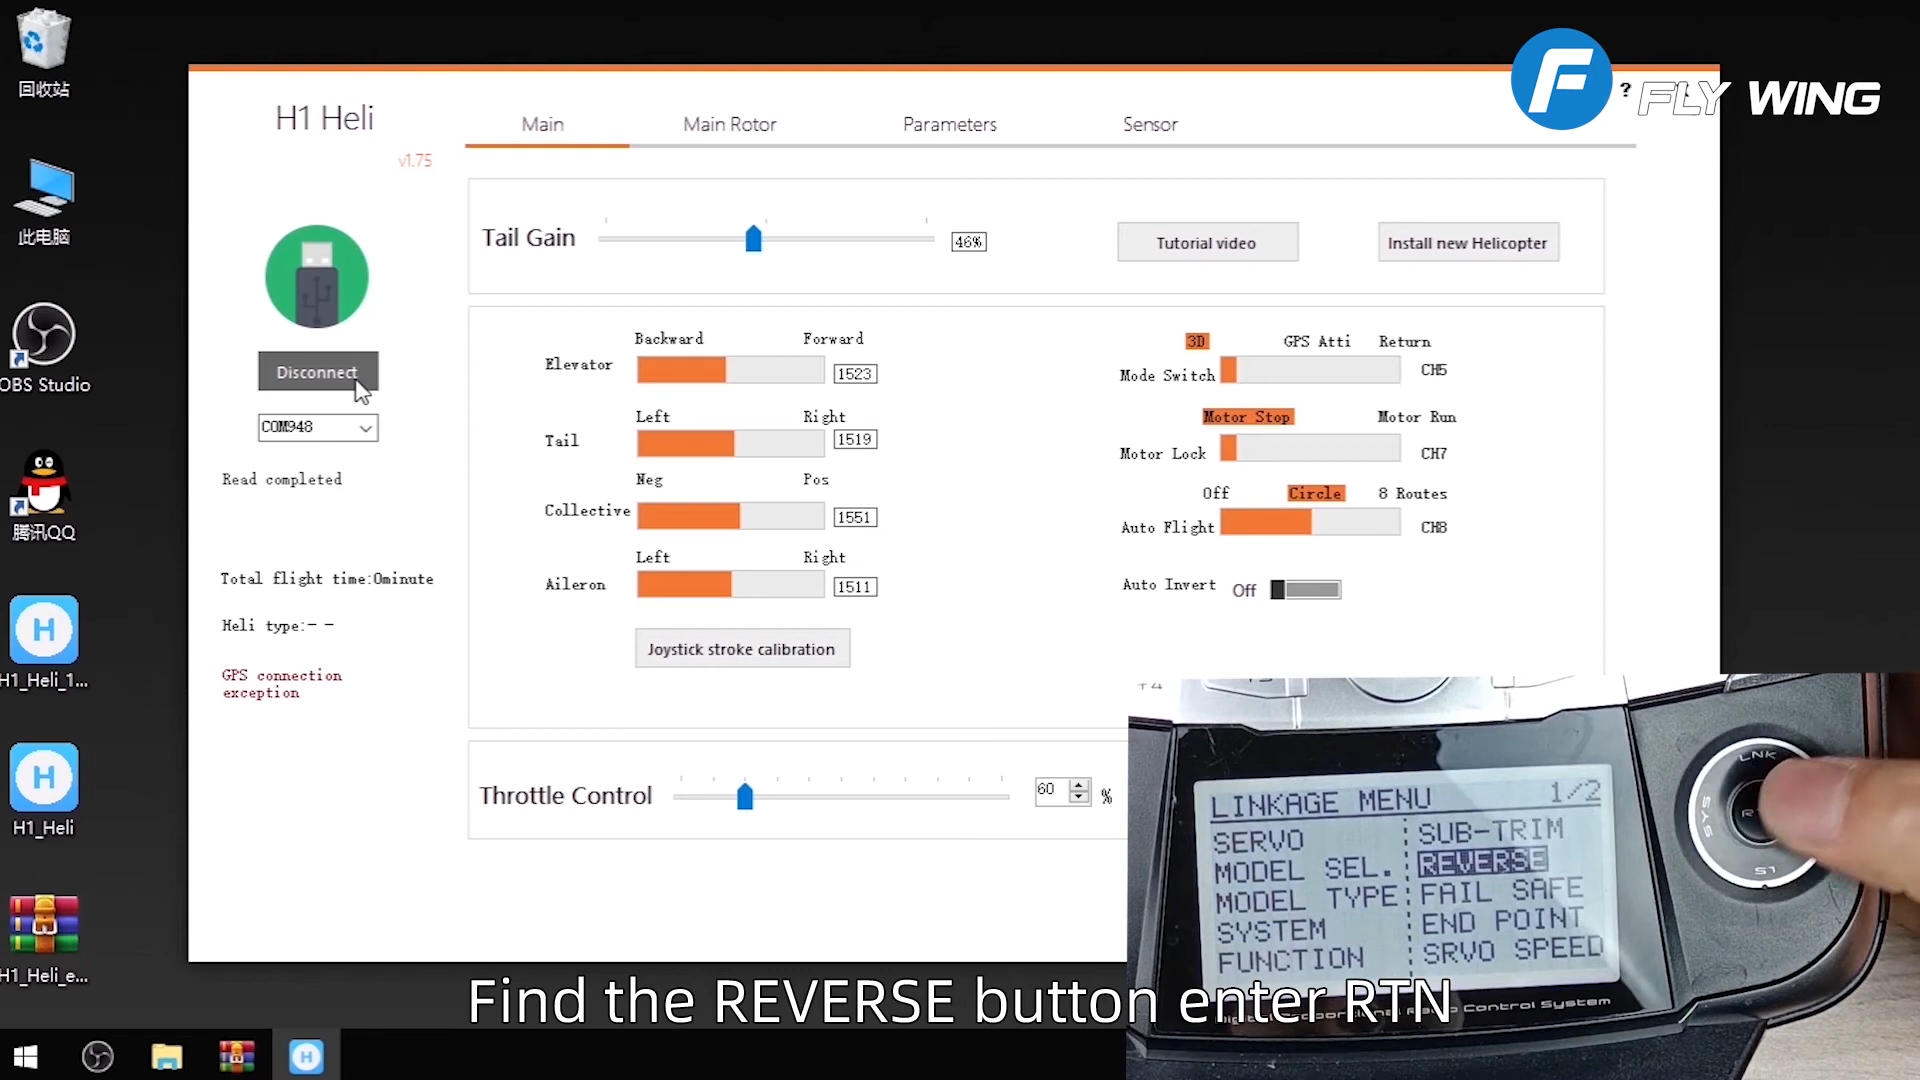 回收站
此电脑
OBS Studio
腾讯QQ
H1_Heli_1...
H1_Heli
H1_Heli_e...
H1 Heli
v1.75
Main
Main Rotor
Parameters
Sensor
?
FLY WING
Disconnect
COM948
Read completed
Total flight time:0minute
Heli type:- -
GPS connection
exception
Tail Gain
46%
Tutorial video
Install new Helicopter
Backward
Forward
Elevator
1523
Left
Right
Tail
1519
Neg
Pos
Collective
1551
Left
Right
Aileron
1511
Joystick stroke calibration
3D
GPS Atti
Return
Mode Switch
CH5
Motor Stop
Motor Run
Motor Lock
CH7
Off
Circle
8 Routes
Auto Flight
CH8
Auto Invert
Off
Throttle Control
60
%
LINKAGE MENU 1/2
SERVO
SUB-TRIM
MODEL SEL.
REVERSE
MODEL TYPE
FAIL SAFE
SYSTEM
END POINT
FUNCTION
SRVO SPEED
LNK
SYS
S1
Control System
Find the REVERSE button enter RTN